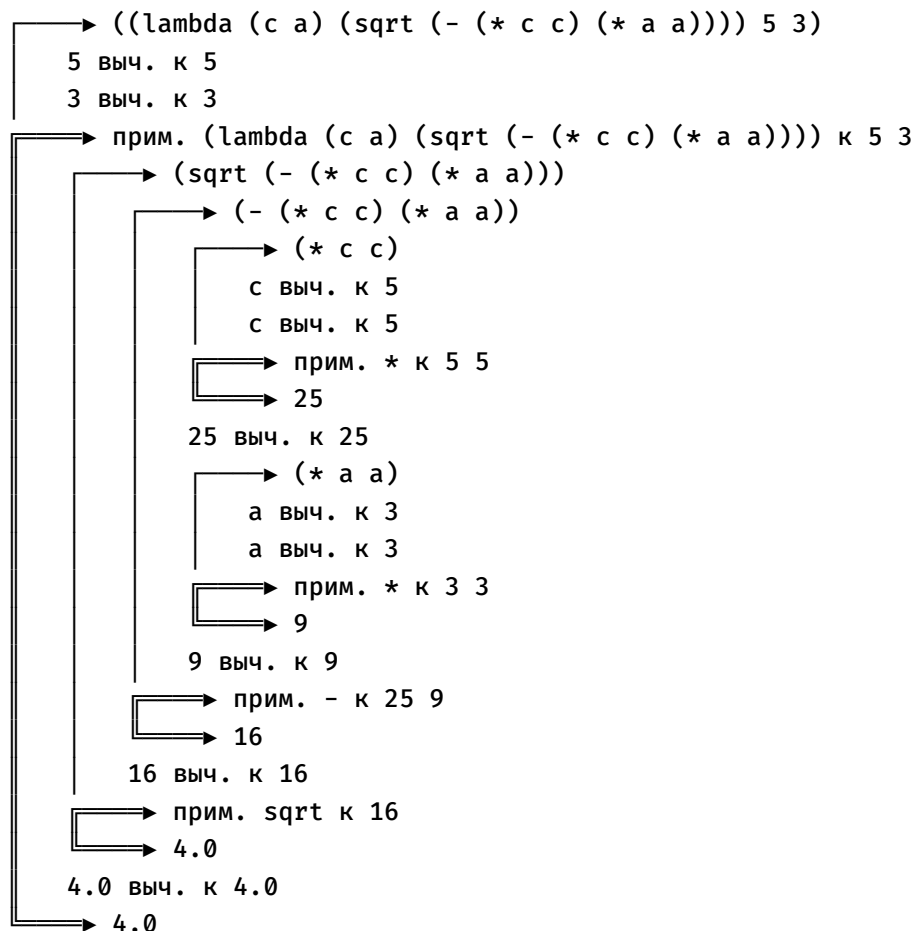 ((lambda (c a) (sqrt (- (* c c) (* a a)))) 5 3)
5 выч. к 5
3 выч. к 3
прим. (lambda (c a) (sqrt (- (* c c) (* a a)))) к 5 3
(sqrt (- (* c c) (* a a)))
(- (* c c) (* a a))
(* c c)
c выч. к 5
c выч. к 5
прим. * к 5 5
25
25 выч. к 25
(* a a)
a выч. к 3
a выч. к 3
прим. * к 3 3
9
9 выч. к 9
прим. - к 25 9
16
16 выч. к 16
прим. sqrt к 16
4.0
4.0 выч. к 4.0
4.0